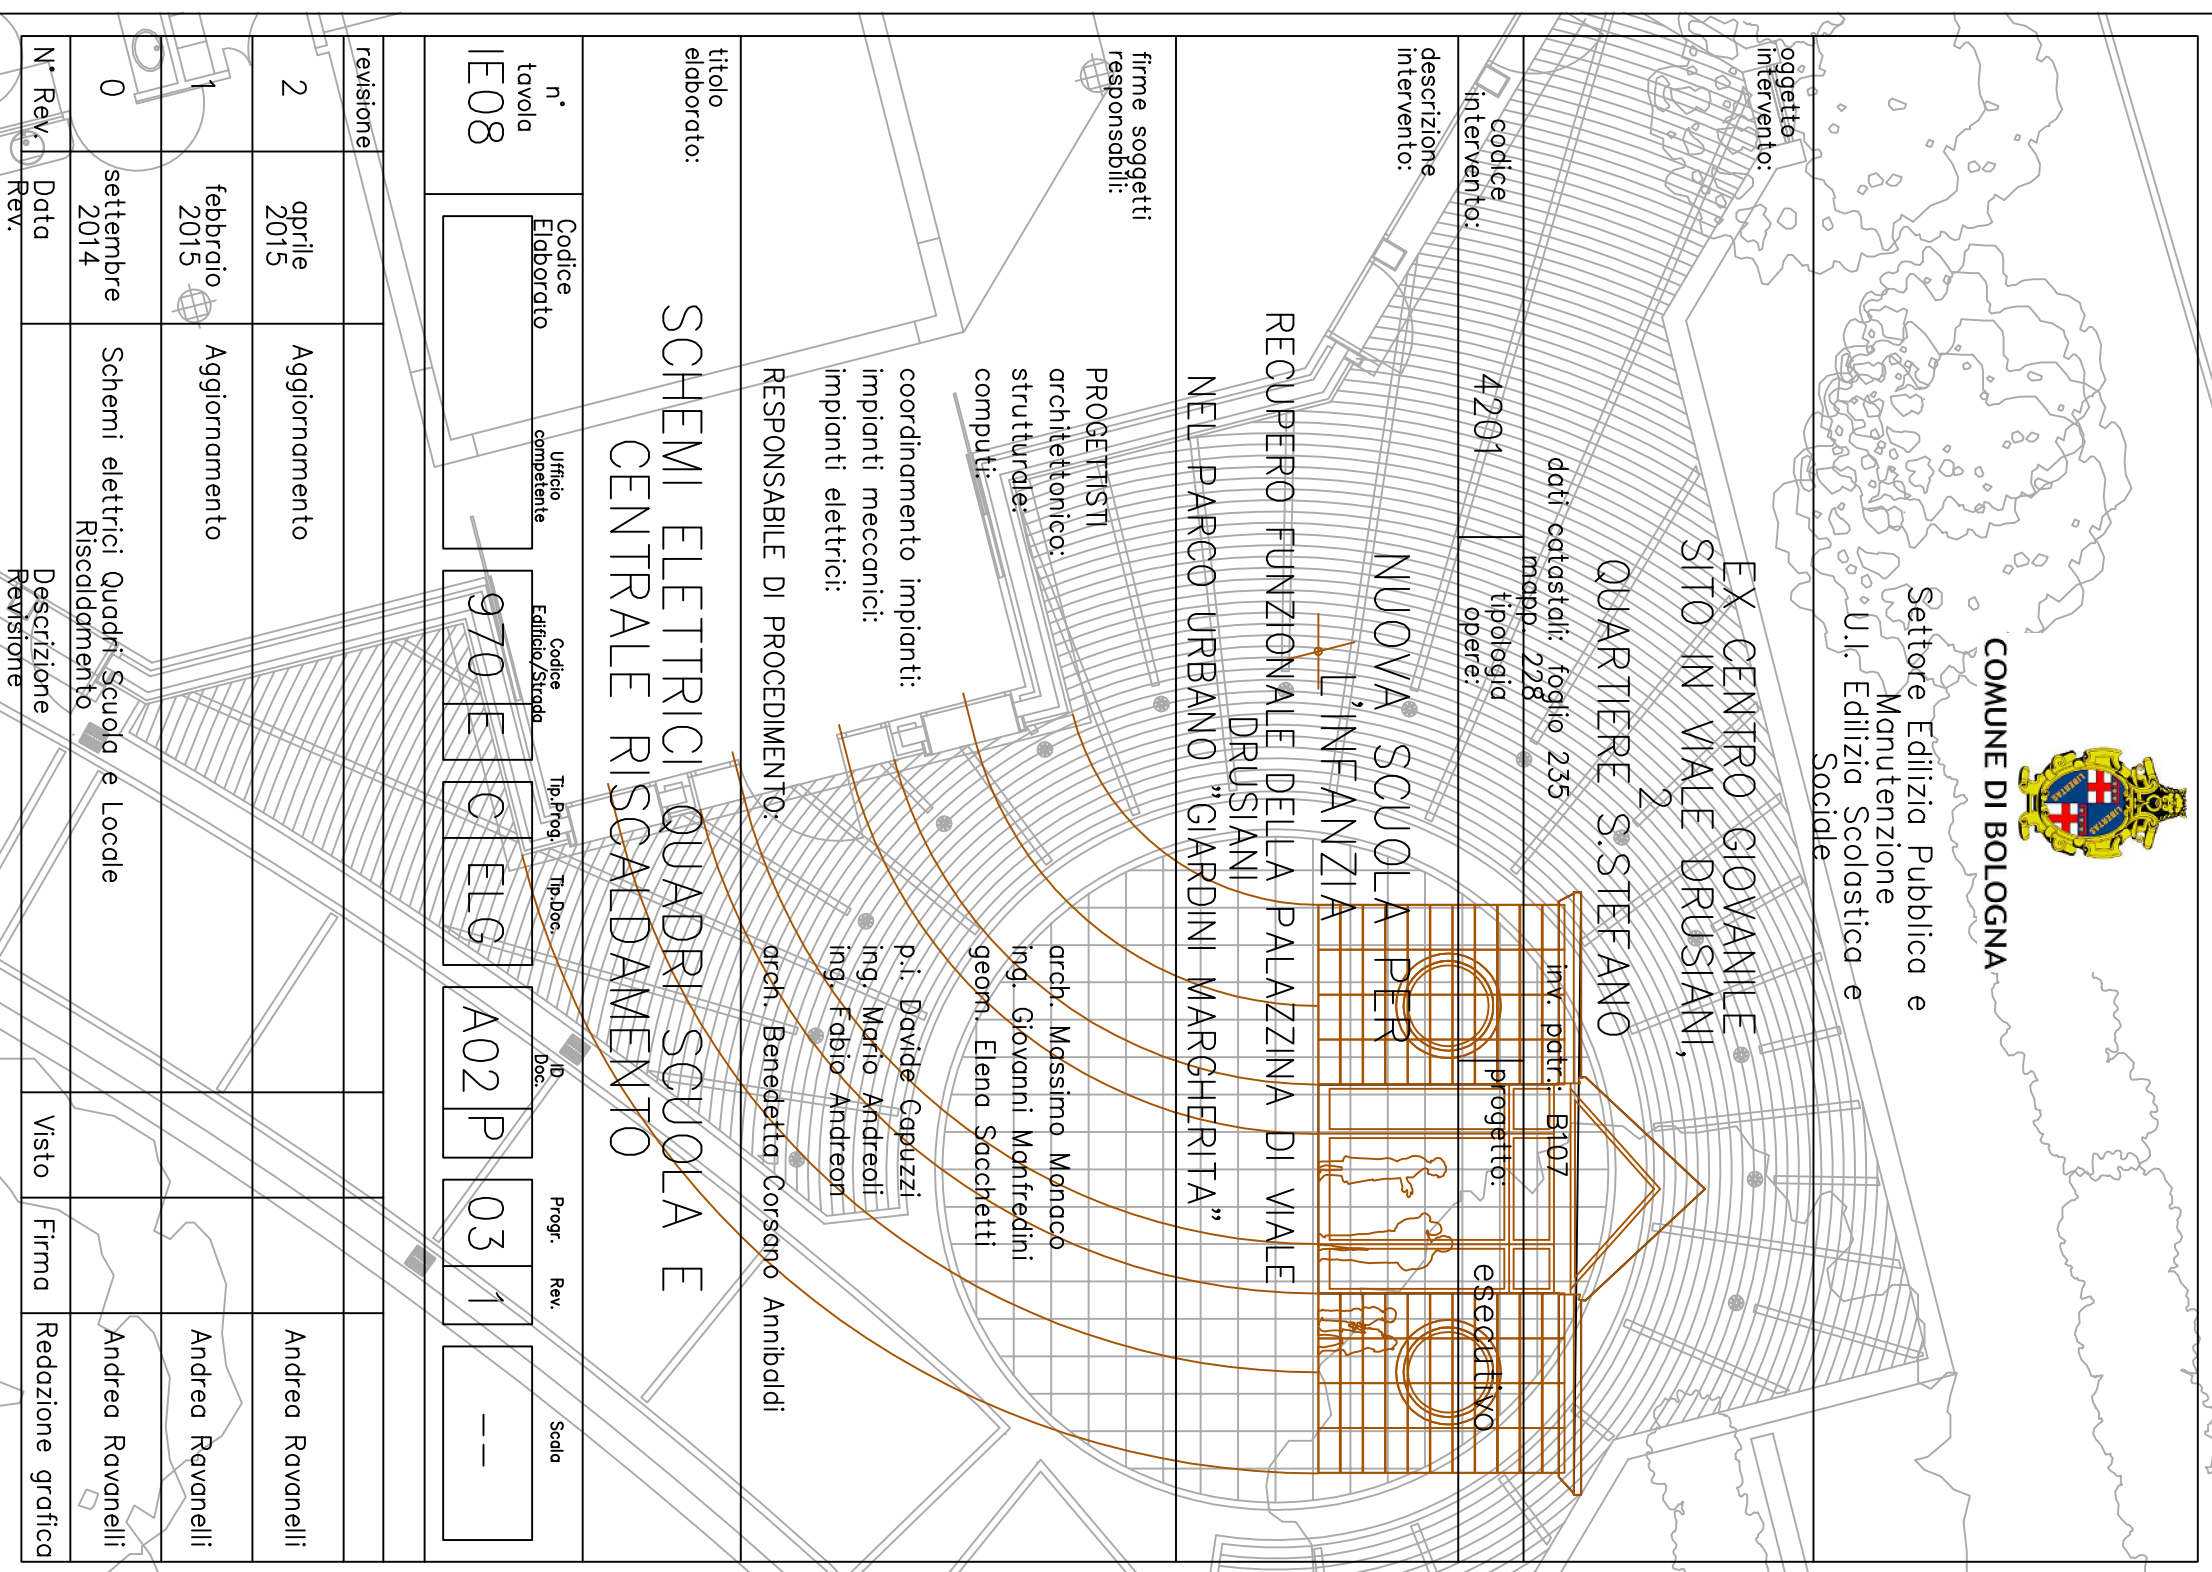 COMUNE DI BOLOGNA
Settore Edilizia Pubblica e
Manutenzione
U.I. Edilizia Scolastica e
Sociale
oggetto
intervento:
EX CENTRO GIOVANILE
SITO IN VIALE DRUSIANI,
2
QUARTIERE S.STEFANO
dati catastali: foglio 235
mapp. 228
inv. patr.: B107
codice
intervento:
4201
tipologia
opere:
progetto:
esecutivo
descrizione
intervento:
NUOVA SCUOLA PER
L'INFANZIA
RECUPERO FUNZIONALE DELLA PALAZZINA DI VIALE
DRUSIANI
NEL PARCO URBANO "GIARDINI MARGHERITA"
firme soggetti
responsabili:
PROGETTISTI
architettonico: arch. Massimo Monaco
strutturale: ing. Giovanni Manfredini
computi: geom. Elena Sacchetti
coordinamento impianti: p.i. Davide Capuzzi
impianti meccanici: ing. Mario Andreoli
impianti elettrici: ing. Fabio Andreon
RESPONSABILE DI PROCEDIMENTO: arch. Benedetta Corsano Annibaldi
titolo
elaborato:
SCHEMI ELETTRICI QUADRI SCUOLA E
CENTRALE RISCALDAMENTO
n°
tavola
IE08
Codice
Elaborato
Ufficio
competente
Codice
Edificio/Strada
Tip.Prog.
Tip.Doc.
ID
Doc.
Progr.
Rev.
Scala
970 E C ELG A02 P 03 1 --
revisione
2 aprile
2015 Aggiornamento Andrea Ravanelli
1 febbraio
2015 Aggiornamento Andrea Ravanelli
0 settembre
2014 Schemi elettrici Quadri Scuola e Locale
Riscaldamento Andrea Ravanelli
N° Rev. Data
Rev. Descrizione
Revisione Visto Firma Redazione grafica
LIBERTAS
LIBERTAS